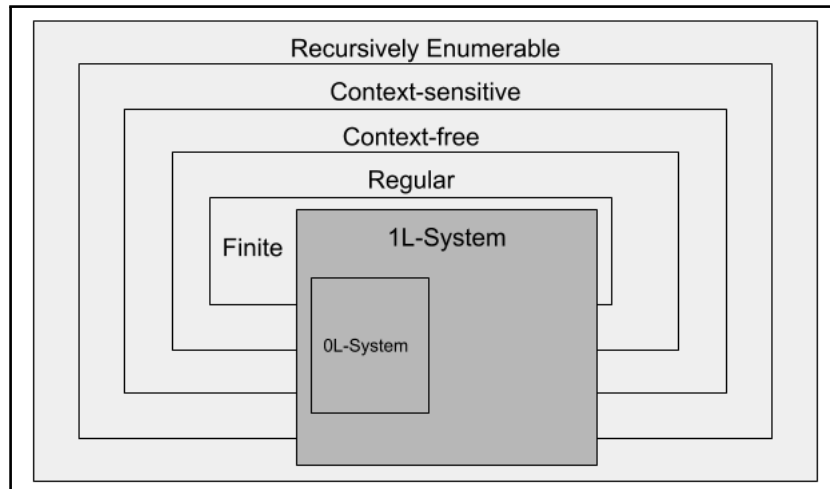 Recursively Enumerable
Context-sensitive
Context-free
Regular
1L-System
Finite
0L-System